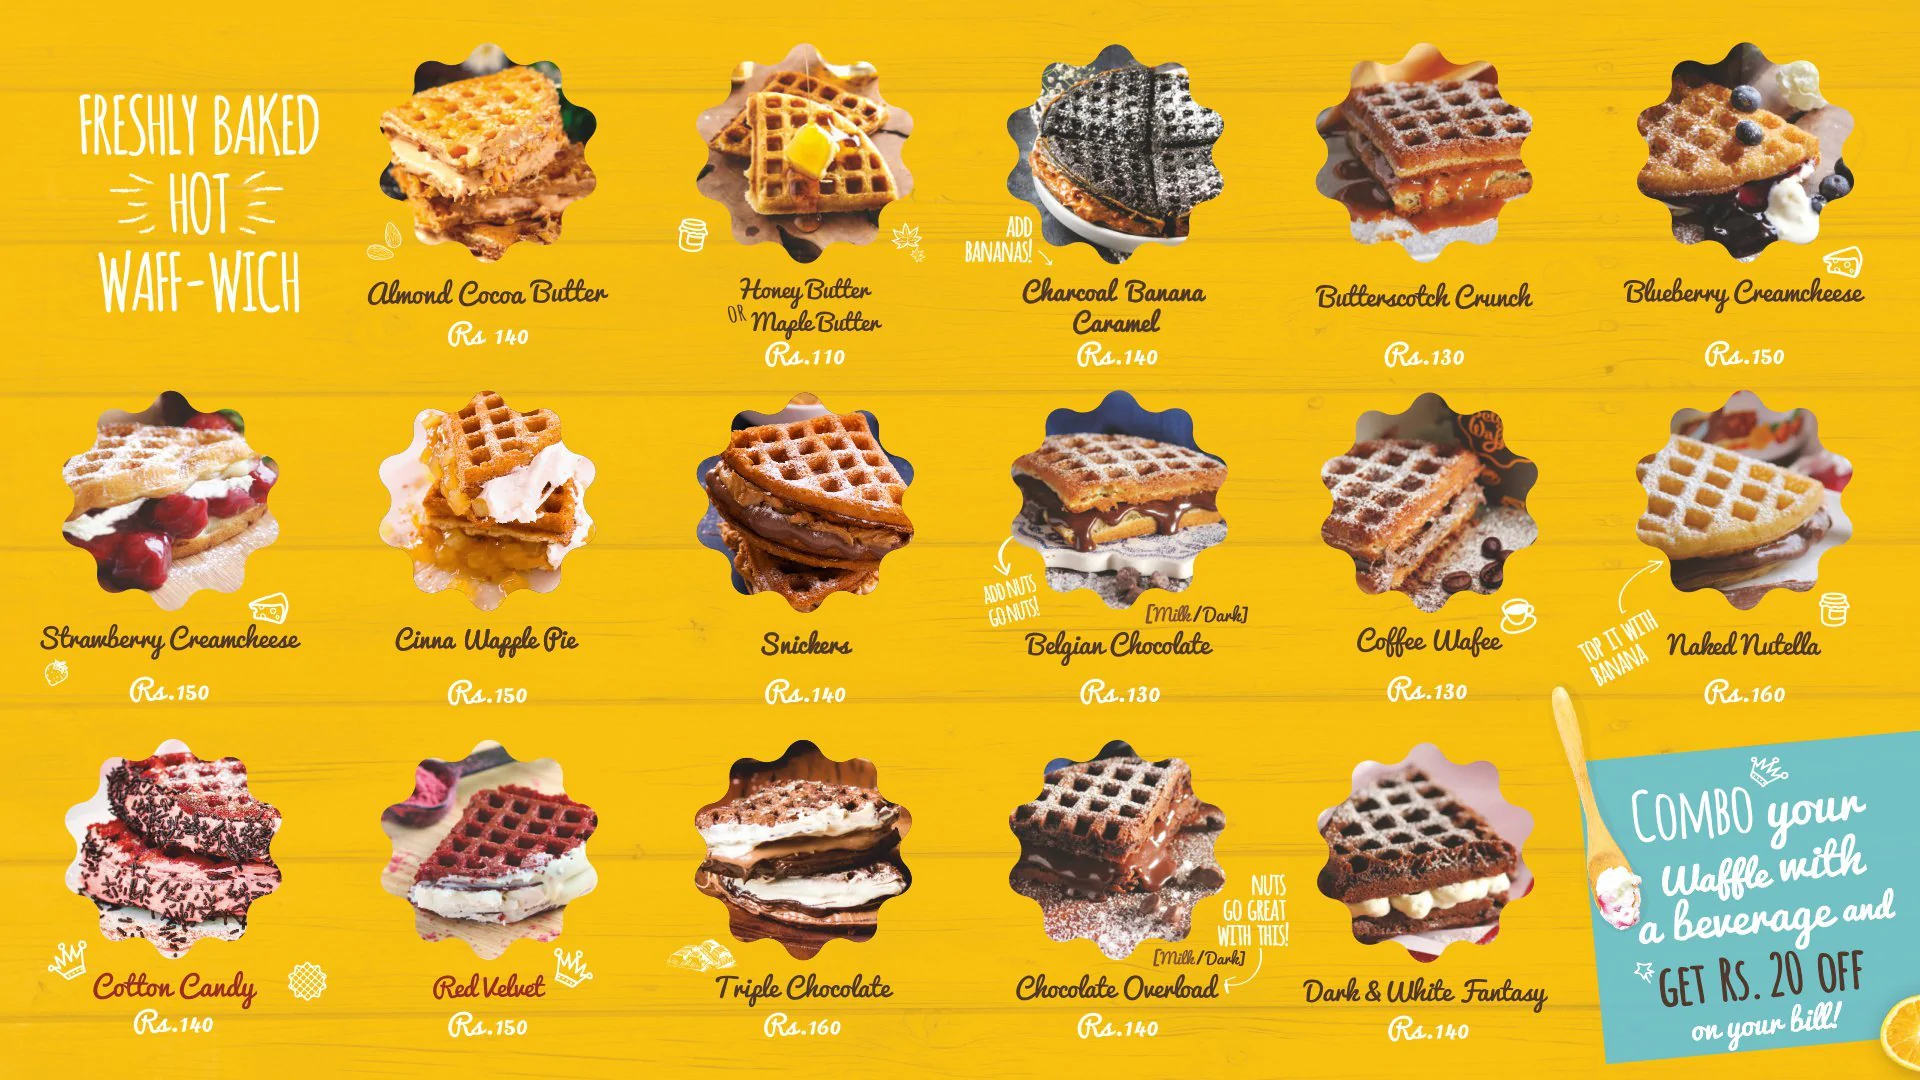 FRESHLY BAKED
HOT
WAFF-WICH
Almond Cocoa Butter
Rs 140
Honey Butter
OR Maple Butter
Rs.110
ADD
BANANAS!
Charcoal Banana
Caramel
Rs.140
Butterscotch Crunch
Rs.130
Blueberry Creamcheese
Rs.150
Strawberry Creamcheese
Rs.150
Cinna Wapple Pie
Rs.150
Snickers
Rs.140
ADD NUTS
GO NUTS!
[Milk/Dark]
Belgian Chocolate
Rs.130
Coffee Wafee
Rs.130
TOP IT WITH
BANANA
Naked Nutella
Rs.160
Cotton Candy
Rs.140
Red Velvet
Rs.150
Triple Chocolate
Rs.160
NUTS
GO GREAT
WITH THIS!
[Milk/Dark]
Chocolate Overload
Rs.140
Dark & White Fantasy
Rs.140
COMBO your
Waffle with
a beverage and
GET RS. 20 OFF
on your bill!